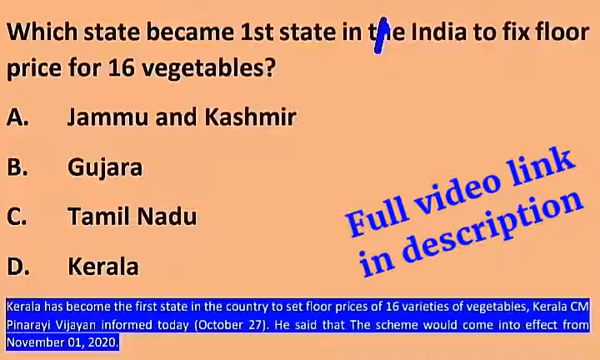 Which state became 1st state in the India to fix floor
price for 16 vegetables?
A. Jammu and Kashmir
B. Gujara
C. Tamil Nadu
D. Kerala
Full video link
in description
Kerala has become the first state in the country to set floor prices of 16 varieties of vegetables, Kerala CM
Pinarayi Vijayan informed today (October 27). He said that The scheme would come into effect from
November 01, 2020.